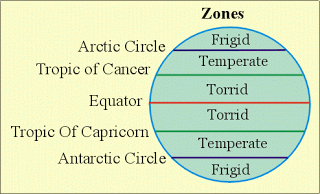 Zones
Arctic Circle
Frigid
Tropic of Cancer
Temperate
Torrid
Equator
Torrid
Tropic Of Capricorn
Temperate
Antarctic Circle
Frigid